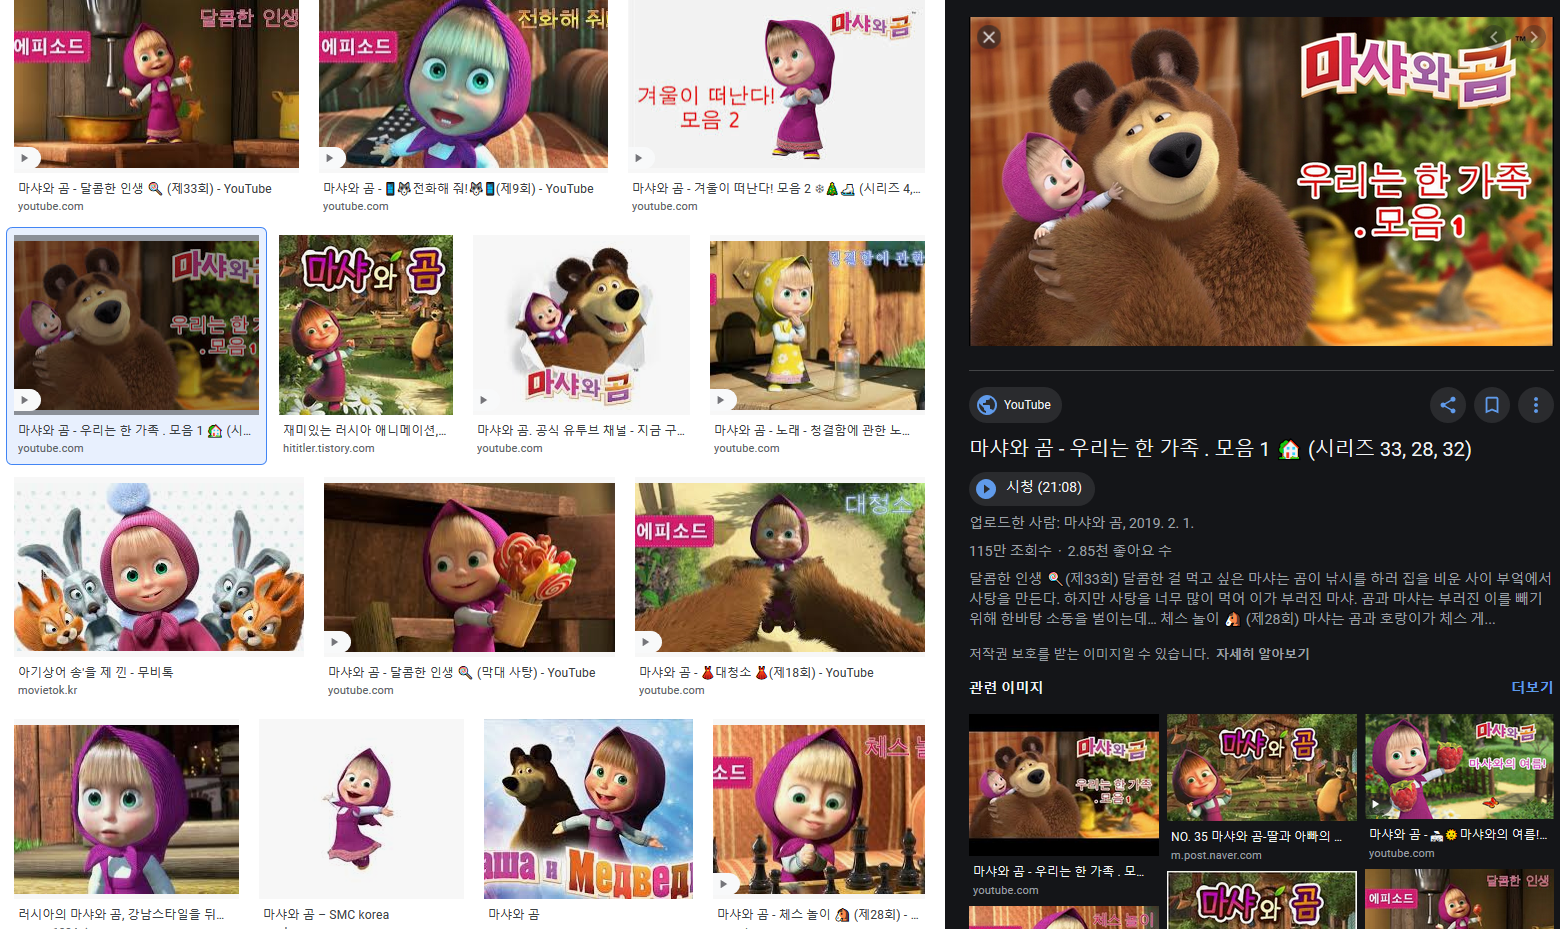 달콤한 인생
에피소드
마샤와 곰 - 달콤한 인생 🍭 (제33회) - YouTube
youtube.com
전화해 줘!
에피소드
마샤와 곰 - 📱🐺전화해 줘!🐺📱(제9회) - YouTube
youtube.com
마샤와 곰
겨울이 떠난다!
모음 2
마샤와 곰 - 겨울이 떠난다! 모음 2 ❄🎄⛸ (시리즈 4,...
youtube.com
마샤와
우리는 한
. 모음 1
마샤와 곰 - 우리는 한 가족 . 모음 1 🏡 (시...
youtube.com
마샤와 곰
재미있는 러시아 애니메이션,...
hititler.tistory.com
마샤와 곰
마샤와 곰. 공식 유투브 채널 - 지금 구...
youtube.com
청결함에 관한
마샤와 곰 - 노래 - 청결함에 관한 노...
youtube.com
아기상어 송'을 제 낀 - 무비톡
movietok.kr
마샤와 곰 - 달콤한 인생 🍭 (막대 사탕) - YouTube
youtube.com
대청소
에피소드
마샤와 곰 - 👗대청소 👗(제18회) - YouTube
youtube.com
러시아의 마샤와 곰, 강남스타일을 뒤...
마샤와 곰 – SMC korea
аша и Медвед
마샤와 곰
체스 놀
소드
마샤와 곰 - 체스 놀이 🐴 (제28회) - ...
마샤와 곰 ™
우리는 한 가족
. 모음 1
YouTube
마샤와 곰 - 우리는 한 가족 . 모음 1 🏡 (시리즈 33, 28, 32)
시청 (21:08)
업로드한 사람: 마샤와 곰, 2019. 2. 1.
115만 조회수 · 2.85천 좋아요 수
달콤한 인생 🍭(제33회) 달콤한 걸 먹고 싶은 마샤는 곰이 낚시를 하러 집을 비운 사이 부엌에서
사탕을 만든다. 하지만 사탕을 너무 많이 먹어 이가 부러진 마샤. 곰과 마샤는 부러진 이를 빼기
위해 한바탕 소동을 벌이는데... 체스 놀이 🐴 (제28회) 마샤는 곰과 호랑이가 체스 게...
저작권 보호를 받는 이미지일 수 있습니다. 자세히 알아보기
관련 이미지
더보기
마샤와 곰
우리는 한 가족
. 모음 1
마샤와 곰 - 우리는 한 가족 . 모...
youtube.com
마샤와 곰
NO. 35 마샤와 곰-딸과 아빠의 ...
m.post.naver.com
마샤와 곰
마샤와의 여름!
마샤와 곰 - 🍧🌞마샤와의 여름!...
youtube.com
체스 놀이
마샤와 곰
달콤한 인생
에피소드